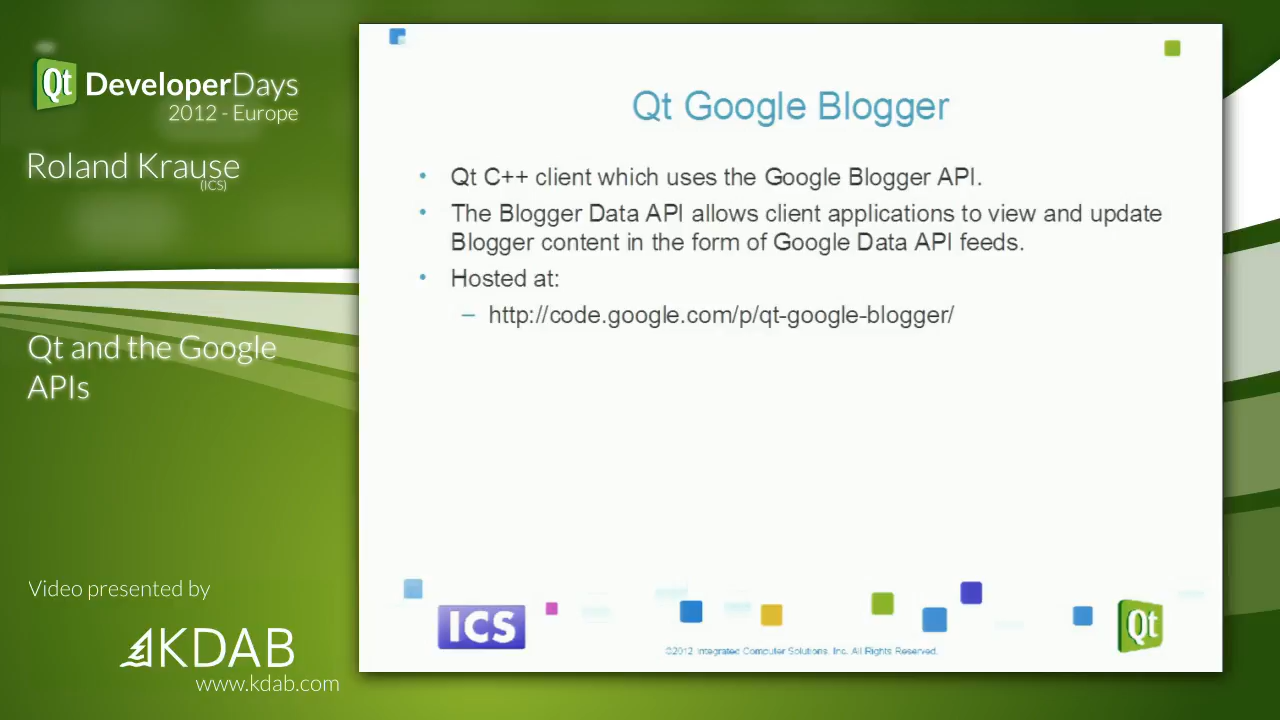 Qt DeveloperDays
2012 - Europe
Roland Krause
(ICS)
Qt and the Google
APIs
Video presented by
KDAB
www.kdab.com
Qt Google Blogger
• Qt C++ client which uses the Google Blogger API.
• The Blogger Data API allows client applications to view and update
Blogger content in the form of Google Data API feeds.
• Hosted at:
– http://code.google.com/p/qt-google-blogger/
ICS
©2012 Integrated Computer Solutions. Inc. All Rights Reserved.
Qt